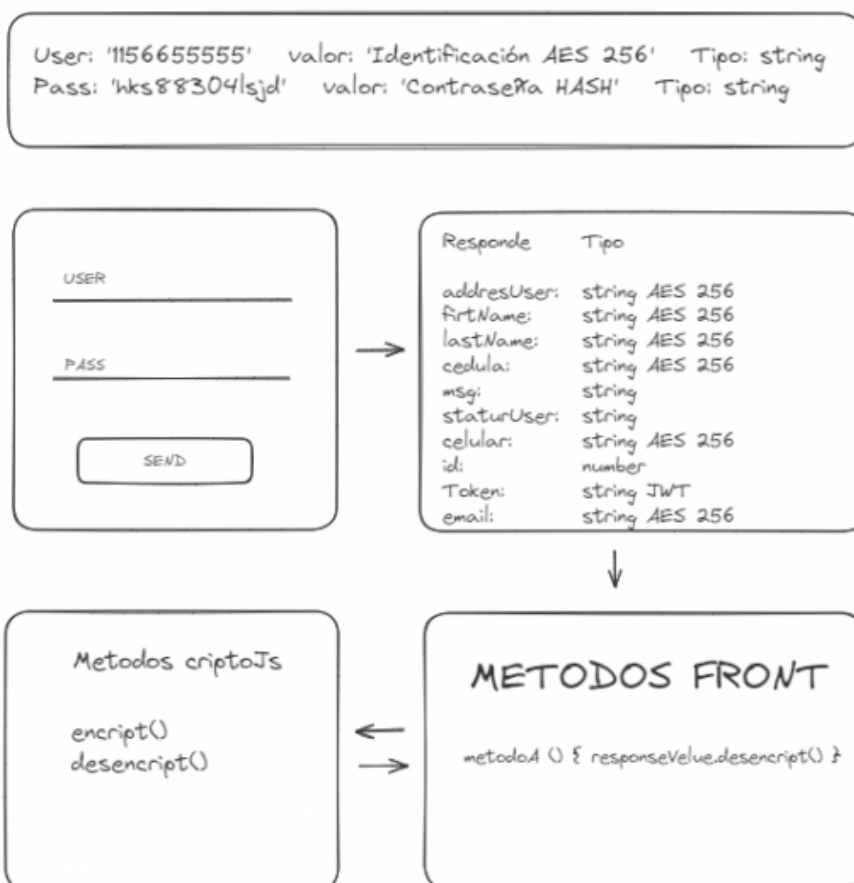 User: '1156655555' valor: 'Identificación AES 256' Tipo: string
Pass: 'hks88304lsjd' valor: 'Contraseña HASH' Tipo: string
USER
PASS
SEND
Responde Tipo
addresUser: string AES 256
firtName: string AES 256
lastName: string AES 256
cedula: string AES 256
msg: string
staturUser: string
celular: string AES 256
id: number
Token: string JWT
email: string AES 256
Metodos criptoJs
encript()
desencript()
METODOS FRONT
metodoA () { responseVelue.desencript() }